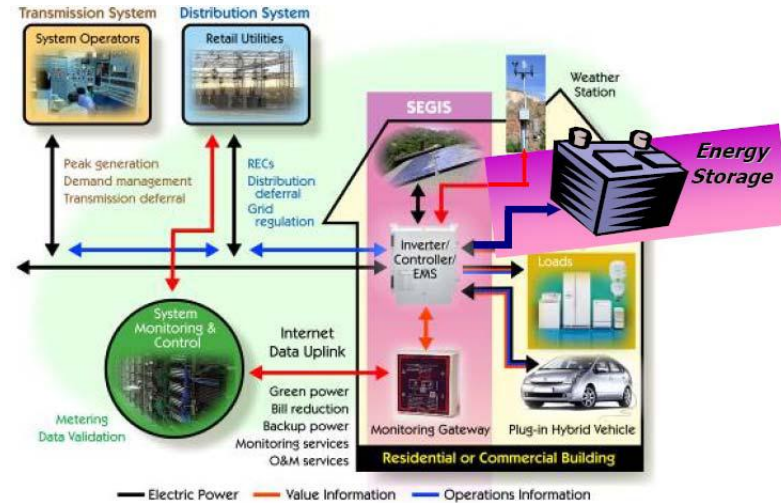 Transmission System
System Operators
Distribution System
Retail Utilities
Peak generation
Demand management
Transmission deferral
RECs
Distribution
deferral
Grid
regulation
SEGIS
Weather
Station
Energy
Storage
Inverter/
Controller/
EMS
Loads
System
Monitoring &
Control
Internet
Data Uplink
Metering
Data Validation
Green power
Bill reduction
Backup power
Monitoring services
O&M services
Monitoring Gateway
Plug-in Hybrid Vehicle
Residential or Commercial Building
Electric Power
Value Information
Operations Information